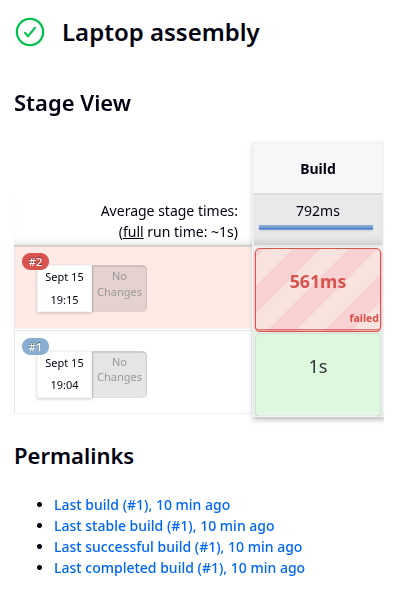 Laptop assembly
Stage View
Build
Average stage times:
(full run time: ~1s)
792ms
#2
Sept 15
19:15
No
Changes
561ms
failed
#1
Sept 15
19:04
No
Changes
1s
Permalinks
Last build (#1), 10 min ago
Last stable build (#1), 10 min ago
Last successful build (#1), 10 min ago
Last completed build (#1), 10 min ago